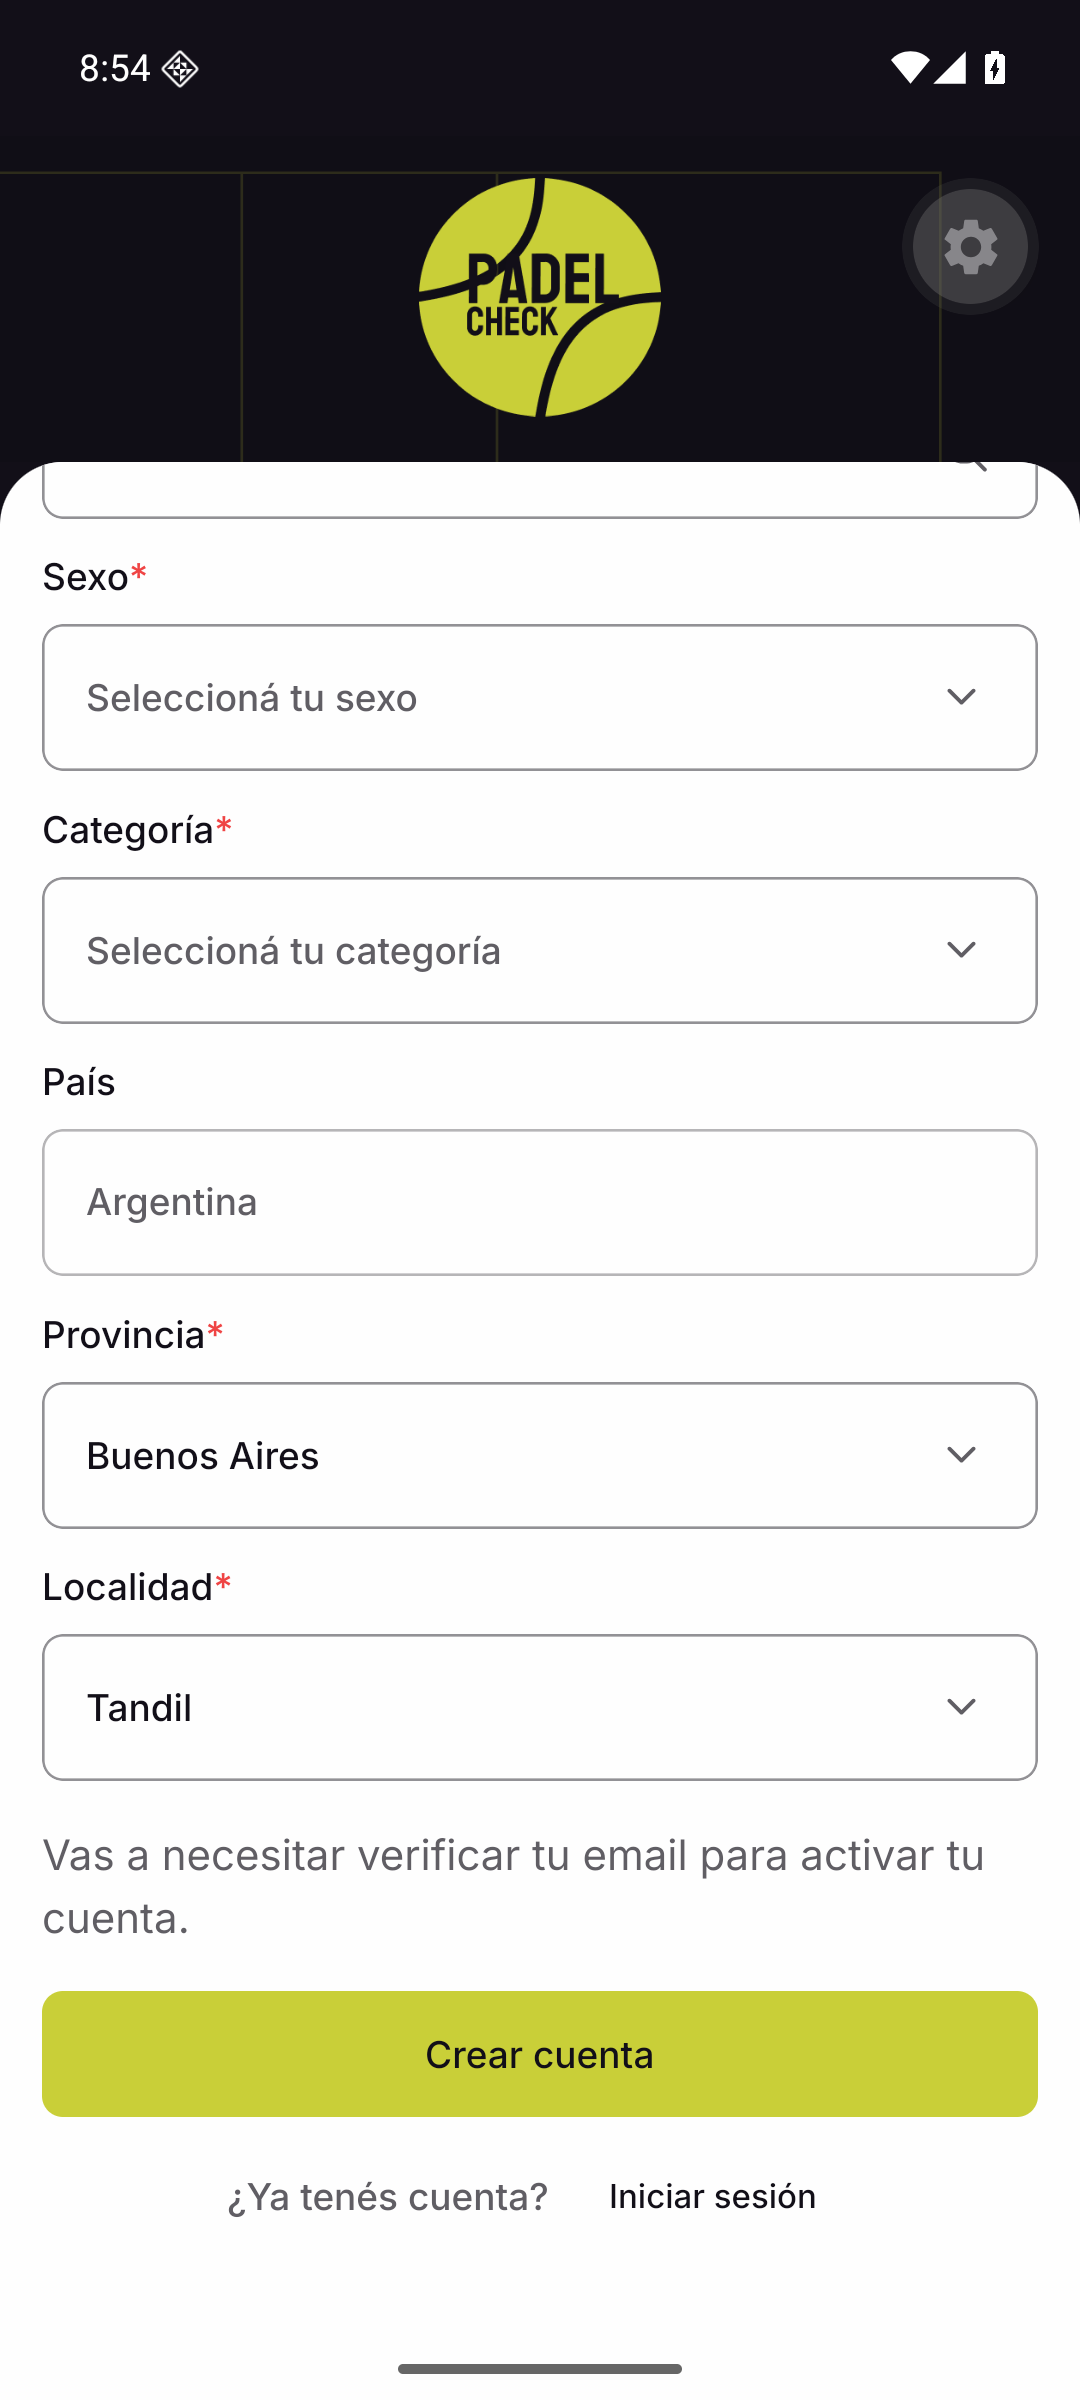 8:54
PADEL
CHECK
Sexo*
Seleccioná tu sexo
Categoría*
Seleccioná tu categoría
País
Argentina
Provincia*
Buenos Aires
Localidad*
Tandil
Vas a necesitar verificar tu email para activar tu
cuenta.
Crear cuenta
¿Ya tenés cuenta? Iniciar sesión